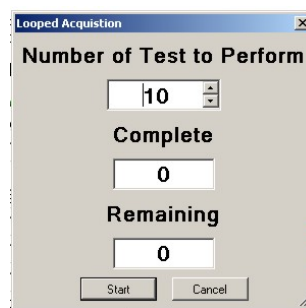 Looped Acquistion
Number of Test to Perform
10
Complete
0
Remaining
0
Start Cancel